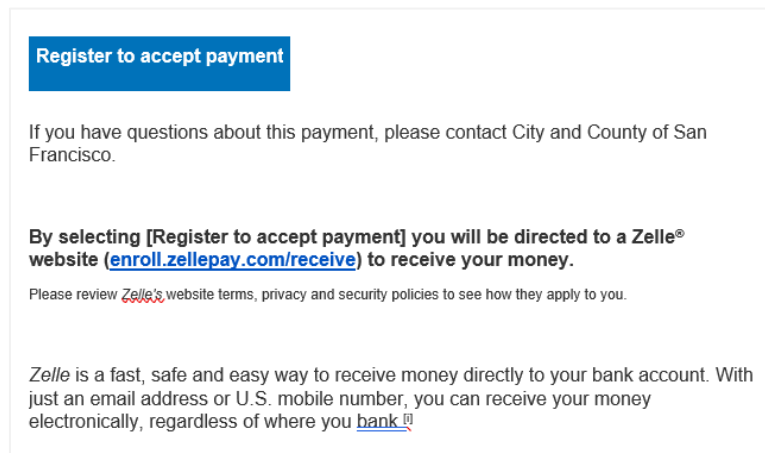 Register to accept payment
If you have questions about this payment, please contact City and County of San
Francisco.
By selecting [Register to accept payment] you will be directed to a Zelle®
website (enroll.zellepay.com/receive) to receive your money.
Please review Zelle's website terms, privacy and security policies to see how they apply to you.
Zelle is a fast, safe and easy way to receive money directly to your bank account. With
just an email address or U.S. mobile number, you can receive your money
electronically, regardless of where you bank [i]